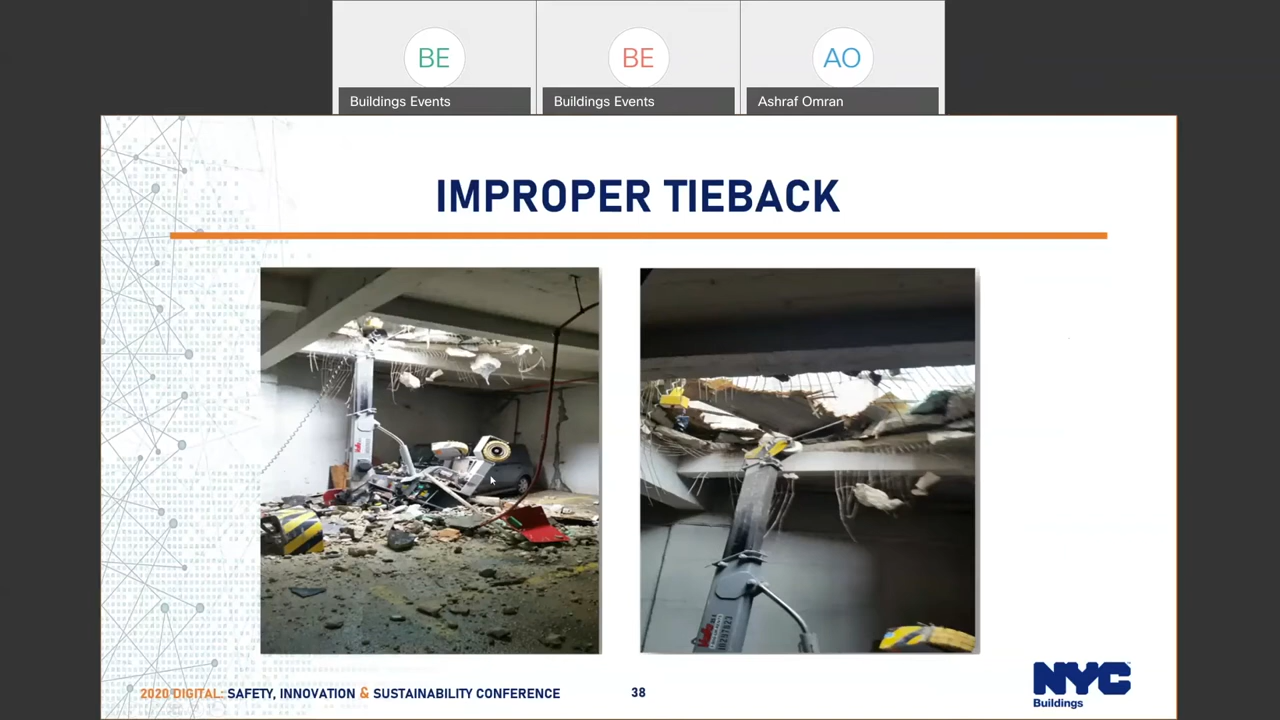 BE
BE
AO
Buildings Events
Buildings Events
Ashraf Omran
IMPROPER TIEBACK
2020 DIGITAL: SAFETY, INNOVATION & SUSTAINABILITY CONFERENCE
38
NYC
Buildings